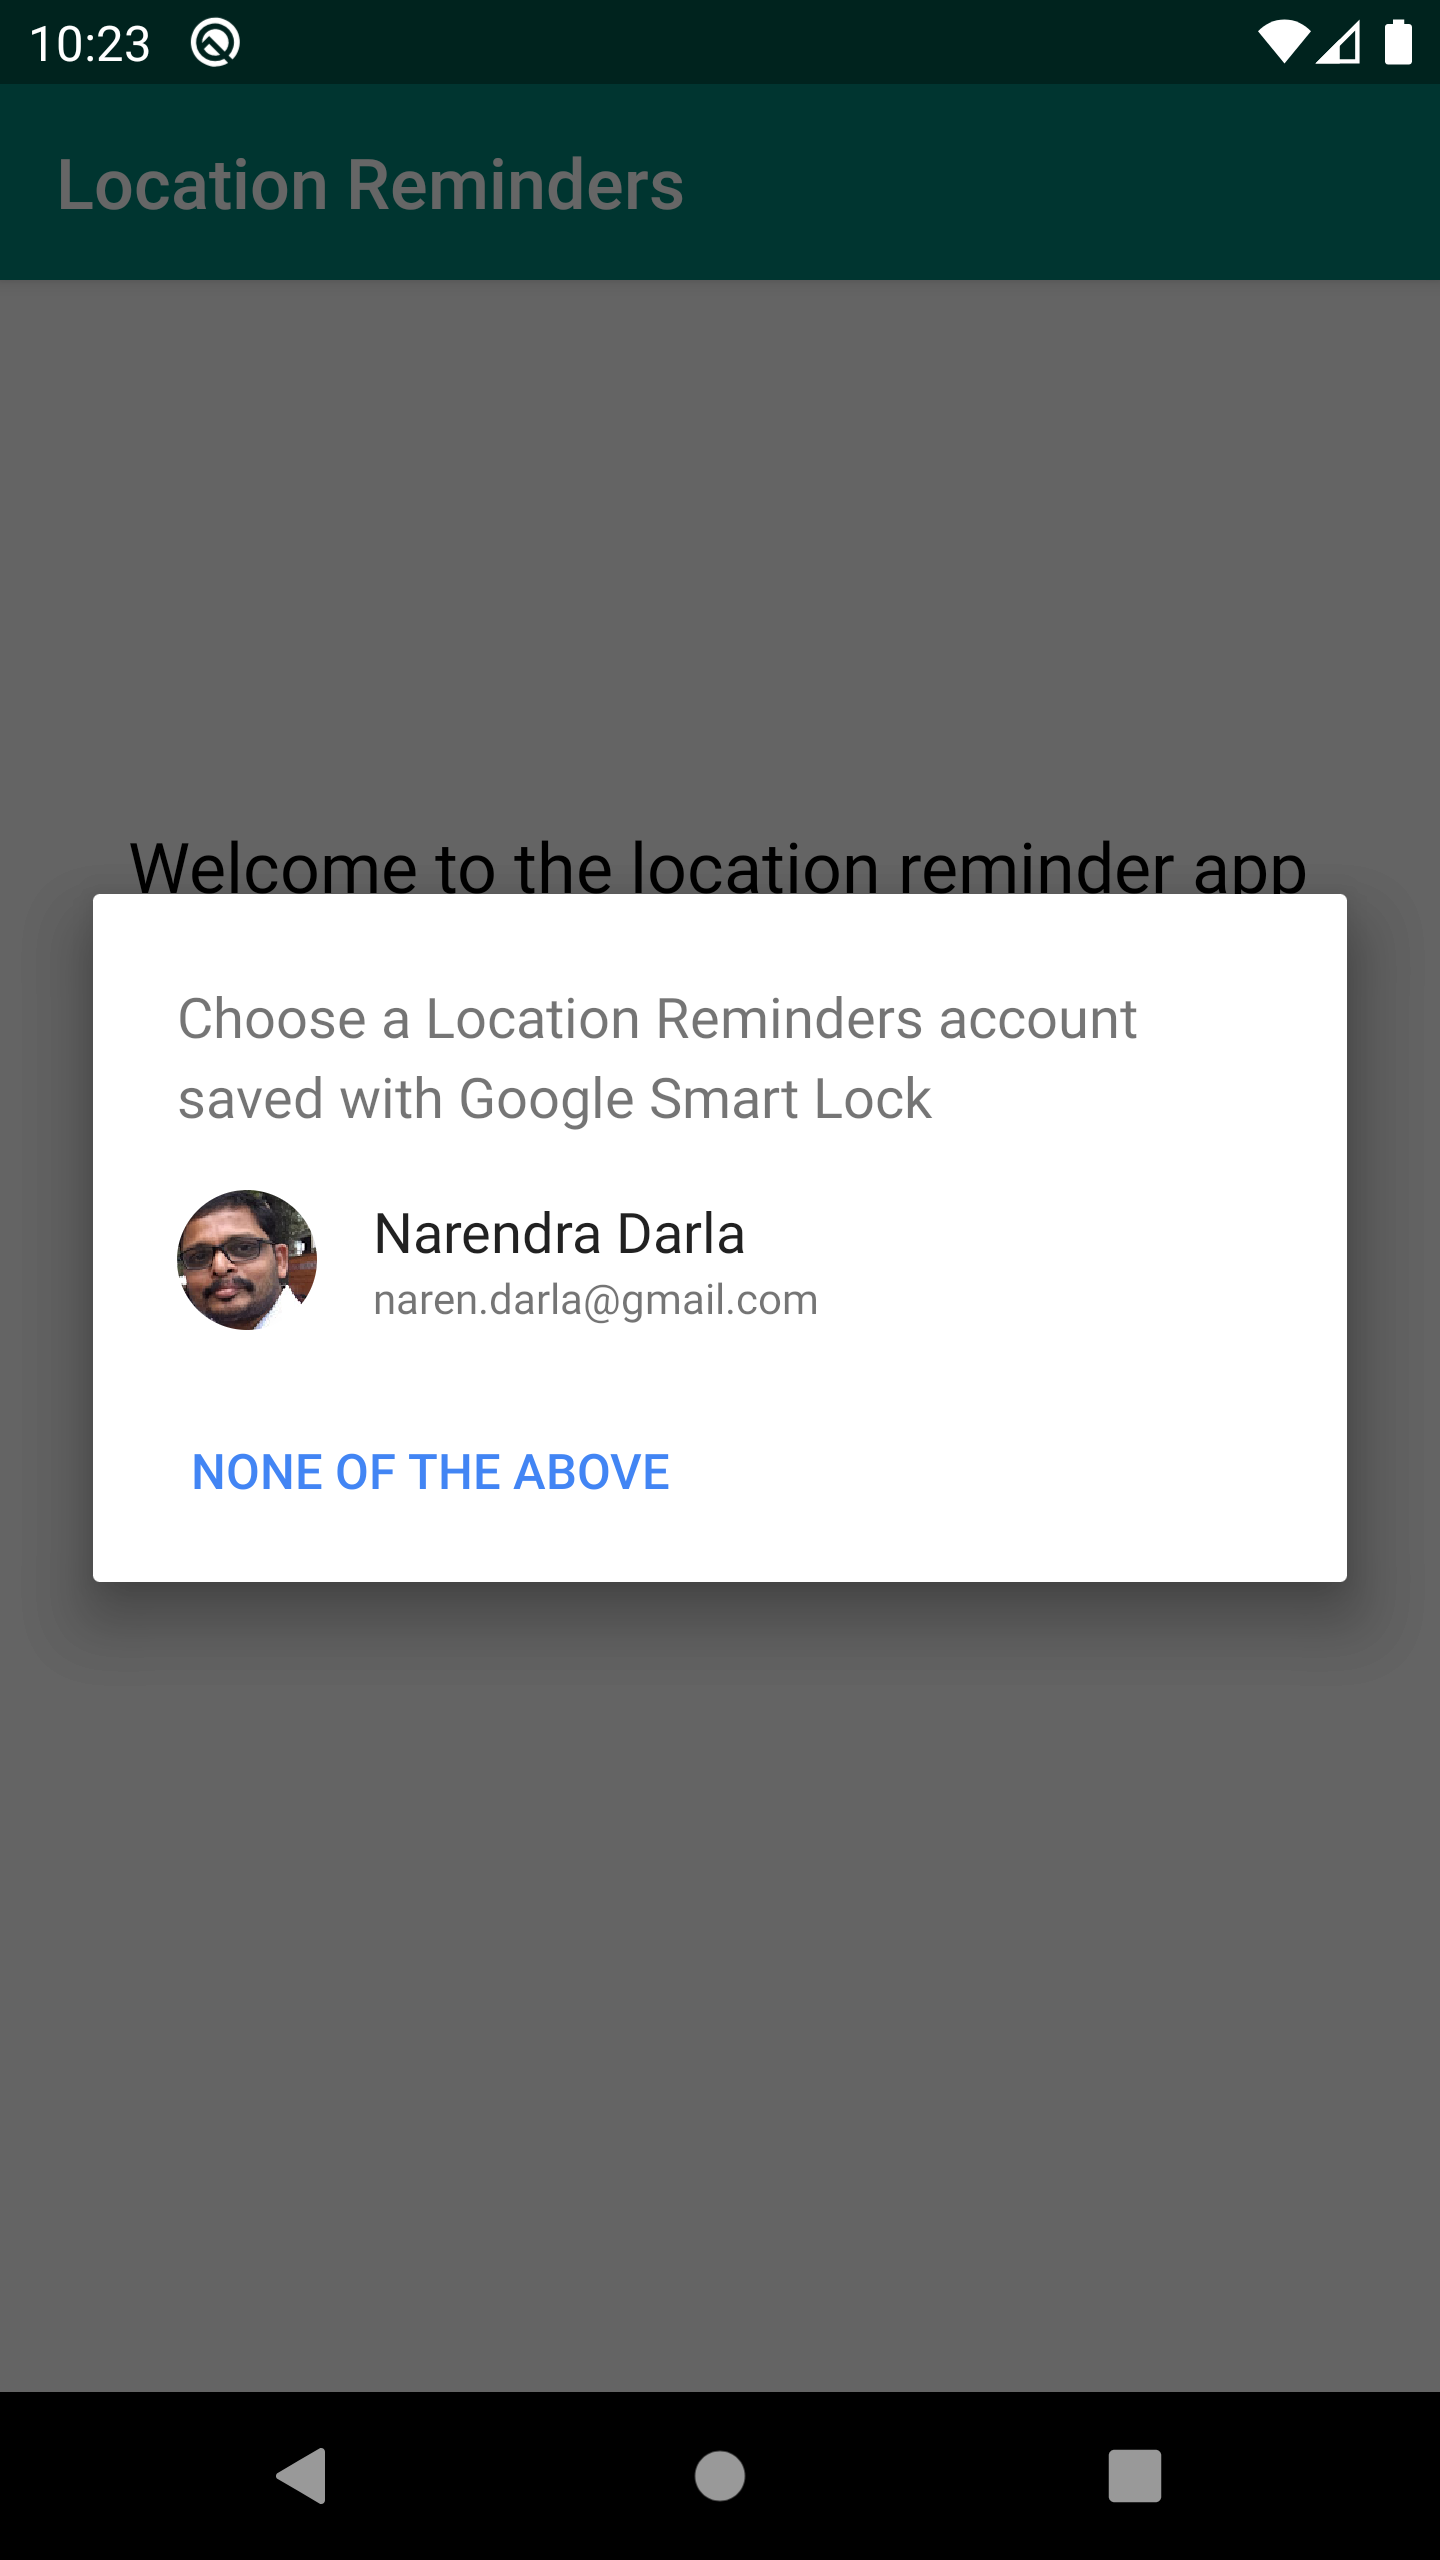 10:23
Location Reminders
Welcome to the location reminder app
Choose a Location Reminders account
saved with Google Smart Lock
Narendra Darla
naren.darla@gmail.com
NONE OF THE ABOVE